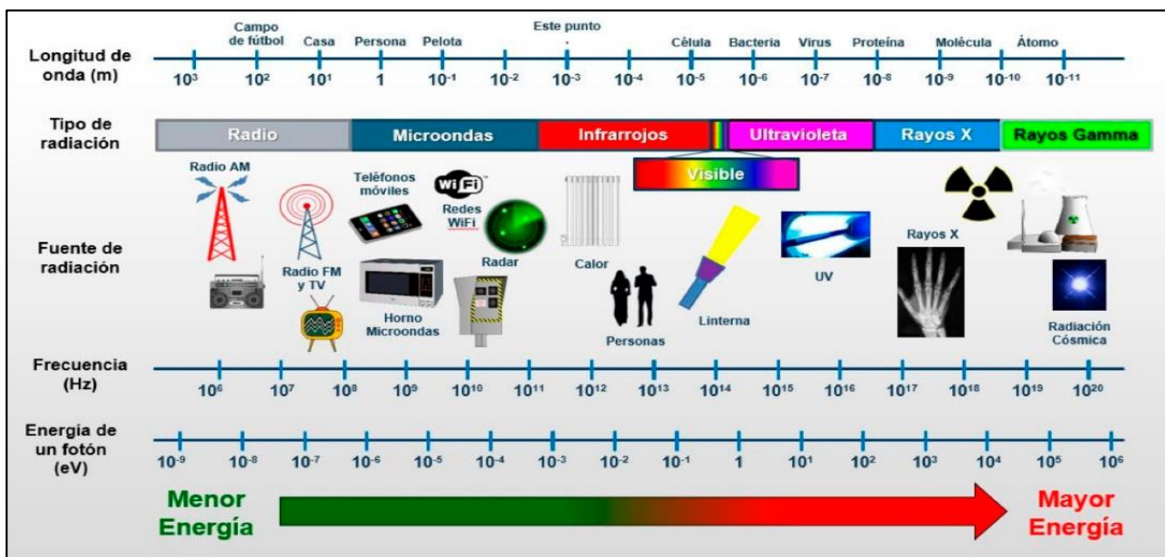 Longitud de
onda (m)
Campo
de fútbol
Casa
Persona
Pelota
Este punto
.
Célula
Bacteria
Virus
Proteína
Molécula
Átomo
10³ 10² 10¹ 1 10⁻¹ 10⁻² 10⁻³ 10⁻⁴ 10⁻⁵ 10⁻⁶ 10⁻⁷ 10⁻⁸ 10⁻⁹ 10⁻¹⁰ 10⁻¹¹
Tipo de
radiación
Radio
Microondas
Infrarrojos
Ultravioleta
Rayos X
Rayos Gamma
Visible
Fuente de
radiación
Radio AM
Radio FM
y TV
Teléfonos
móviles
Horno
Microondas
WiFi
Redes
WiFi
Radar
Calor
Personas
Linterna
UV
Rayos X
Radiación
Cósmica
Frecuencia
(Hz)
10⁶ 10⁷ 10⁸ 10⁹ 10¹⁰ 10¹¹ 10¹² 10¹³ 10¹⁴ 10¹⁵ 10¹⁶ 10¹⁷ 10¹⁸ 10¹⁹ 10²⁰
Energía de
un fotón
(eV)
10⁻⁹ 10⁻⁸ 10⁻⁷ 10⁻⁶ 10⁻⁵ 10⁻⁴ 10⁻³ 10⁻² 10⁻¹ 1 10¹ 10² 10³ 10⁴ 10⁵ 10⁶
Menor
Energía
Mayor
Energía